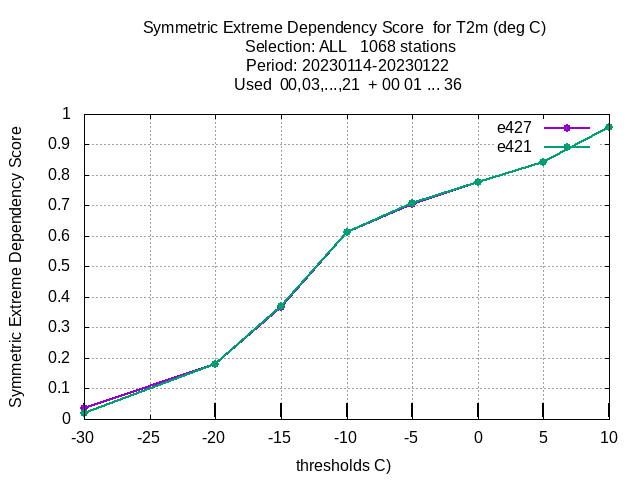 Symmetric Extreme Dependency Score  for T2m (deg C)
Selection: ALL   1068 stations
Period: 20230114-20230122
Used  00,03,...,21  + 00 01 ... 36
Symmetric Extreme Dependency Score
1
0.9
0.8
0.7
0.6
0.5
0.4
0.3
0.2
0.1
0
e427
e421
-30 -25 -20 -15 -10 -5 0 5 10
thresholds C)